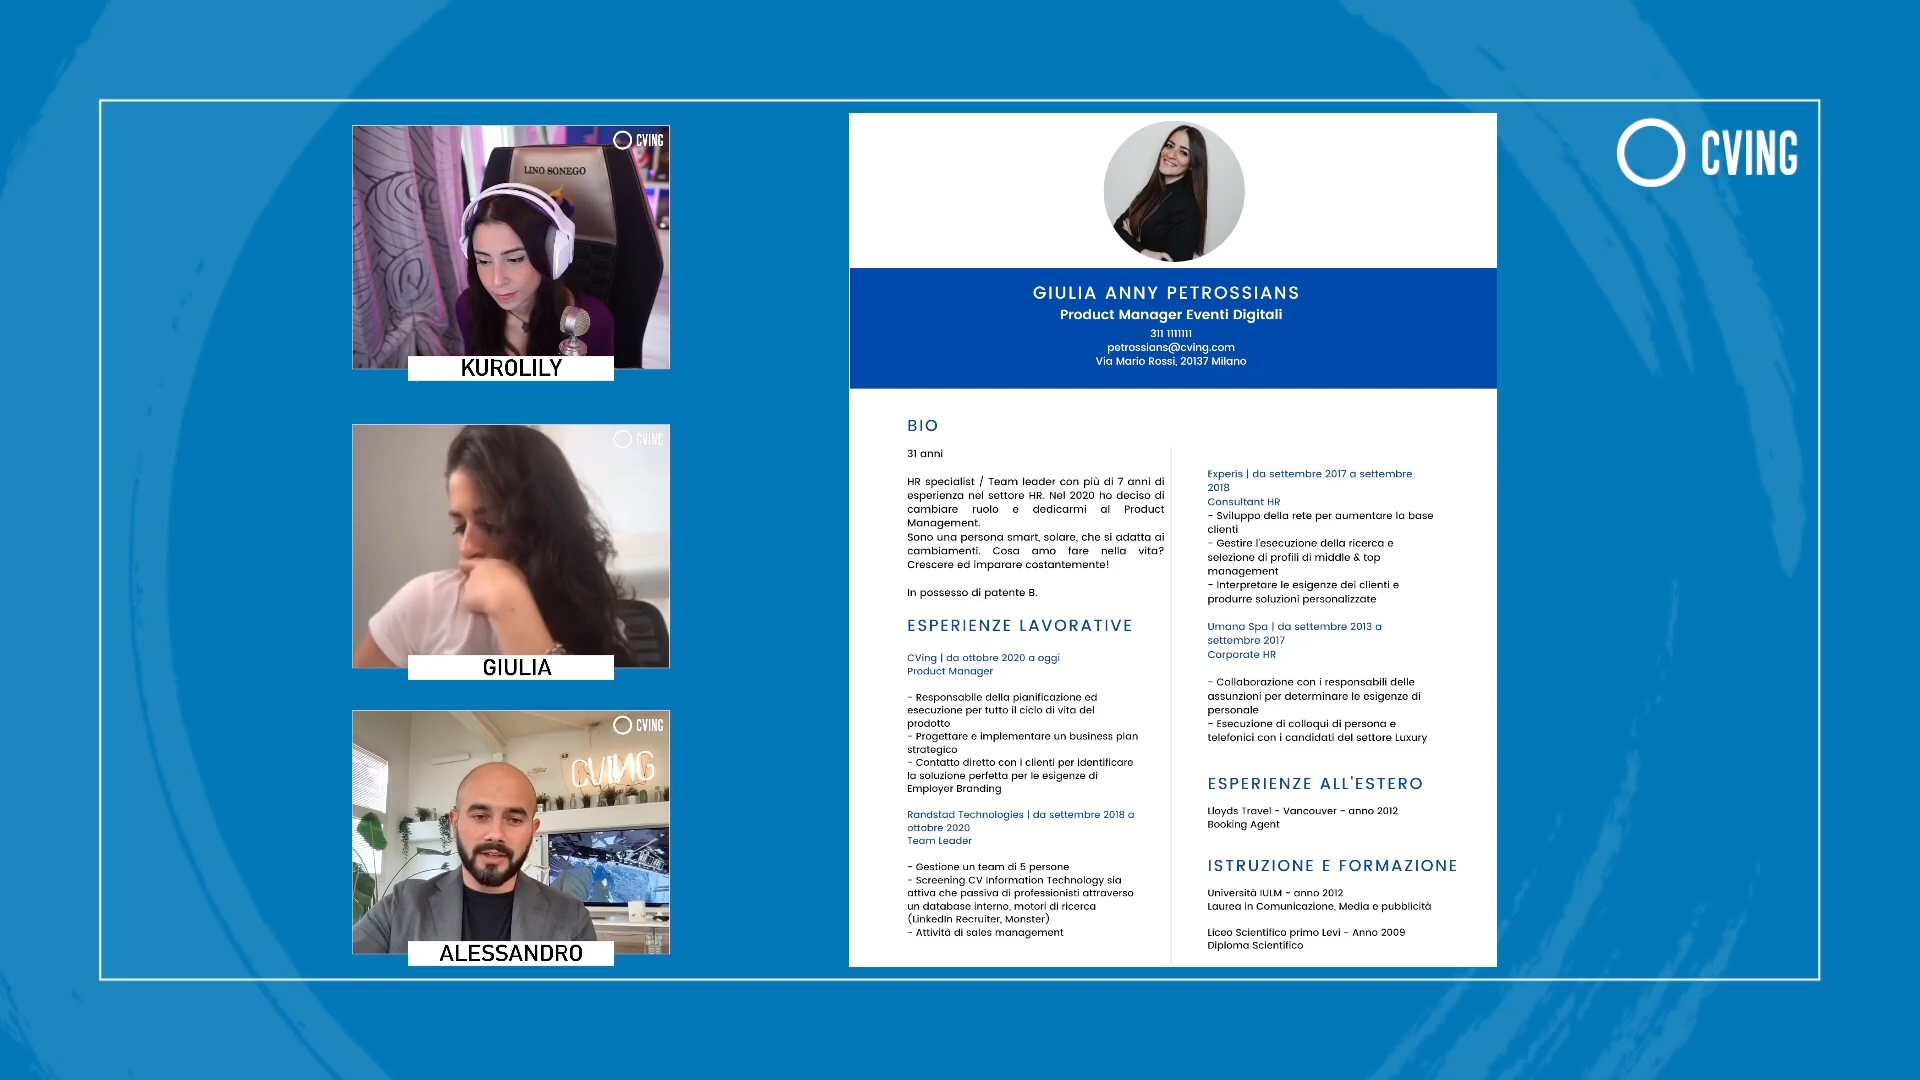 CVING
LINO SONEGO
KUROLILY
CVING
GIULIA
CVING
CVING
ALESSANDRO
GIULIA ANNY PETROSSIANS
Product Manager Eventi Digitali
311 1111111
petrossians@cving.com
Via Mario Rossi, 20137 Milano
BIO
31 anni
HR specialist / Team leader con più di 7 anni di
esperienza nel settore HR. Nel 2020 ho deciso di
cambiare ruolo e dedicarmi al Product
Management.
Sono una persona smart, solare, che si adatta ai
cambiamenti. Cosa amo fare nella vita?
Crescere ed imparare costantemente!
In possesso di patente B.
ESPERIENZE LAVORATIVE
CVing | da ottobre 2020 a oggi
Product Manager
- Responsabile della pianificazione ed
esecuzione per tutto il ciclo di vita del
prodotto
- Progettare e implementare un business plan
strategico
- Contatto diretto con i clienti per identificare
la soluzione perfetta per le esigenze di
Employer Branding
Randstad Technologies | da settembre 2018 a
ottobre 2020
Team Leader
- Gestione un team di 5 persone
- Screening CV Information Technology sia
attiva che passiva di professionisti attraverso
un database interno, motori di ricerca
(LinkedIn Recruiter, Monster)
- Attività di sales management
Experis | da settembre 2017 a settembre
2018
Consultant HR
- Sviluppo della rete per aumentare la base
clienti
- Gestire l'esecuzione della ricerca e
selezione di profili di middle & top
management
- Interpretare le esigenze dei clienti e
produrre soluzioni personalizzate
Umana Spa | da settembre 2013 a
settembre 2017
Corporate HR
- Collaborazione con i responsabili delle
assunzioni per determinare le esigenze di
personale
- Esecuzione di colloqui di persona e
telefonici con i candidati del settore Luxury
ESPERIENZE ALL'ESTERO
Lloyds Travel - Vancouver - anno 2012
Booking Agent
ISTRUZIONE E FORMAZIONE
Università IULM - anno 2012
Laurea in Comunicazione, Media e pubblicità
Liceo Scientifico primo Levi - Anno 2009
Diploma Scientifico
CVING